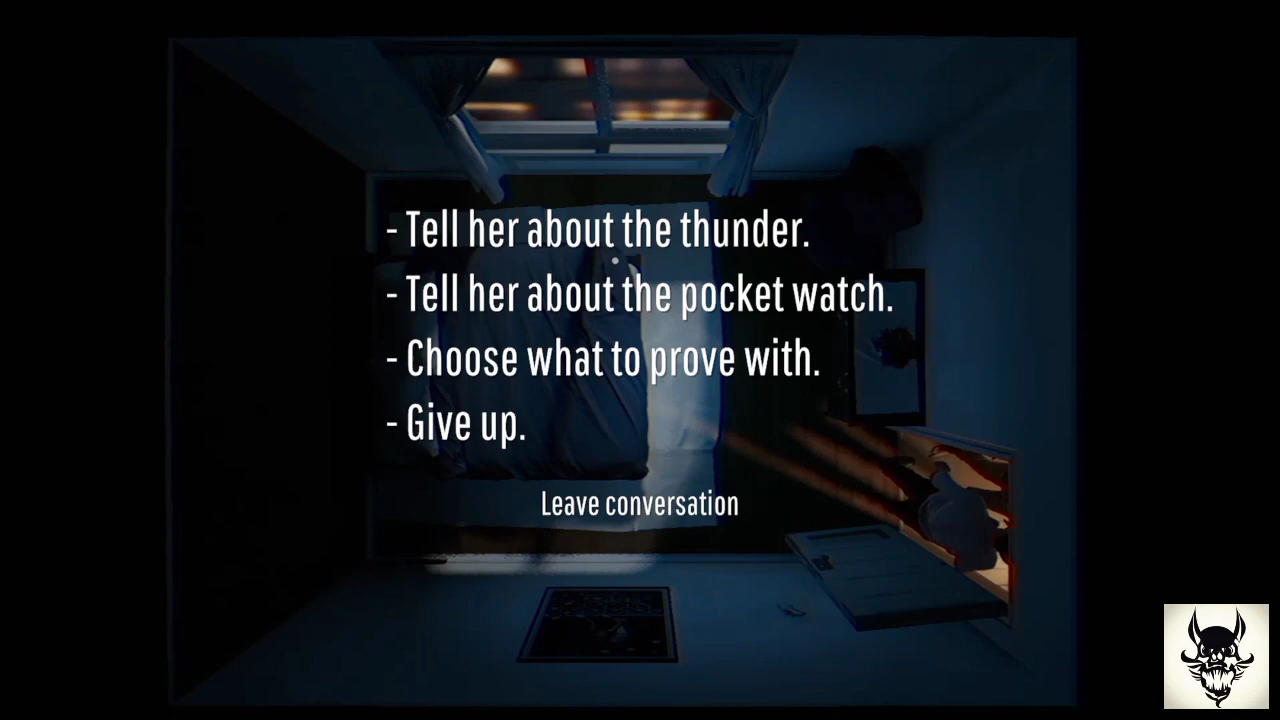 - Tell her about the thunder.
- Tell her about the pocket watch.
- Choose what to prove with.
- Give up.
Leave conversation